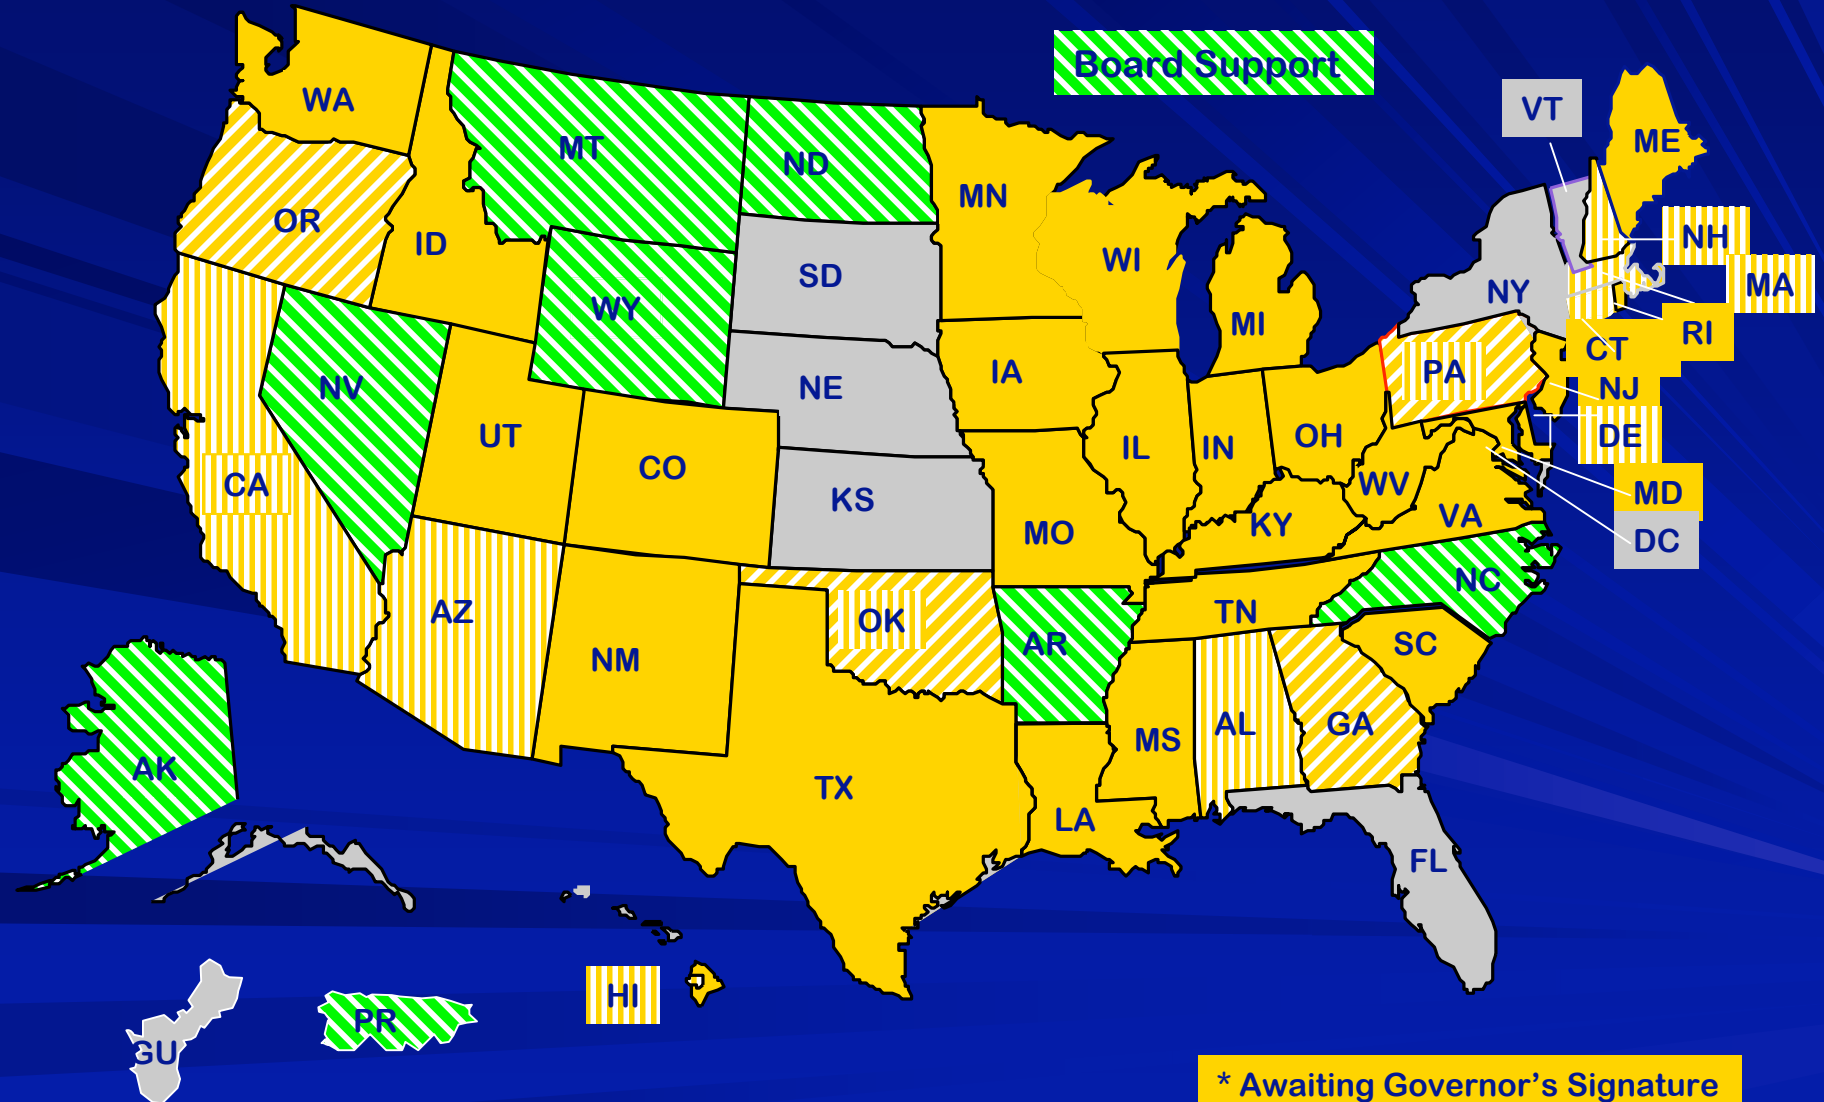 Board Support
WA
MT
ND
MN
VT
ME
OR
ID
SD
WI
NH
WY
NY
MA
MI
RI
CT
NV
NE
IA
PA
NJ
UT
CO
IL
IN
OH
DE
CA
KS
WV
MD
MO
KY
VA
DC
AZ
NM
OK
AR
TN
NC
SC
MS
AL
GA
AK
TX
LA
FL
HI
PR
GU
* Awaiting Governor's Signature